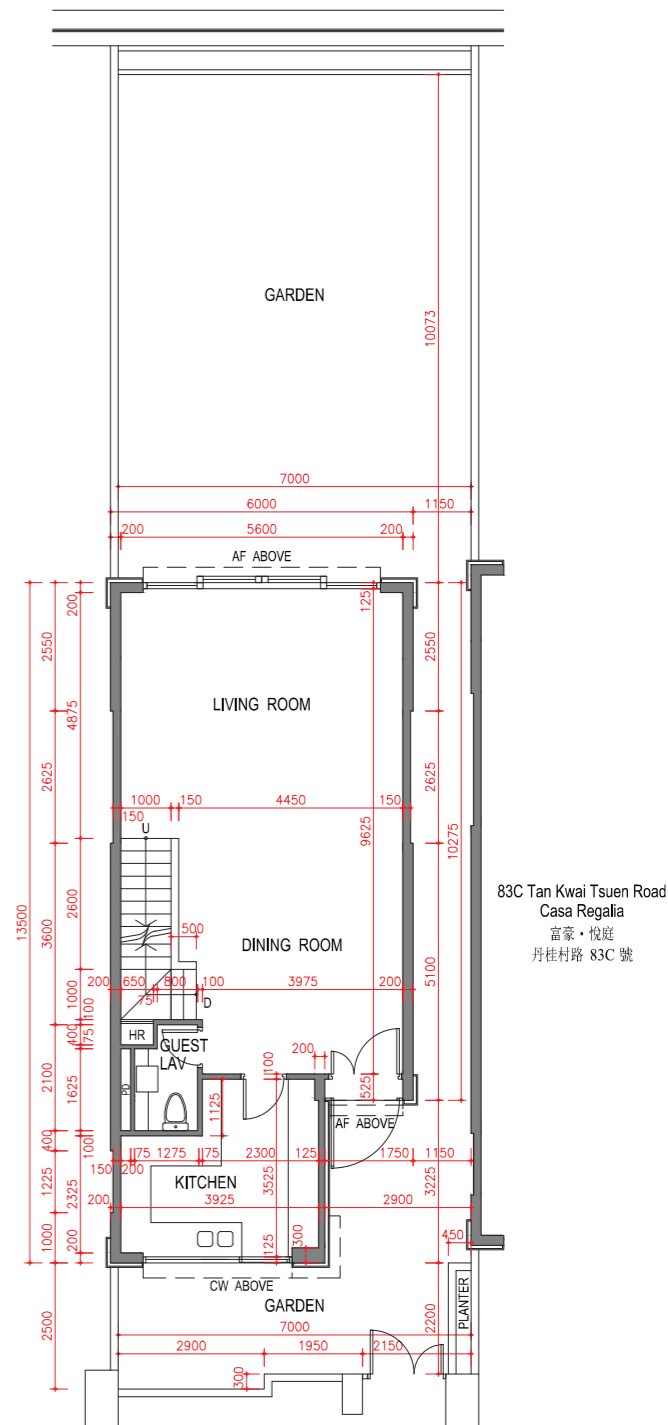 GARDEN
10073
7000
6000 1150
200 5600 200
AF ABOVE
125
200
2550
2550
LIVING ROOM
4875
2625
2625
1000 150 4450 150
150
9625
10275
U
13500
2600
3600
500
DINING ROOM
5100
83C Tan Kwai Tsuen Road
Casa Regalia
富豪・悅庭
丹桂村路 83C 號
200 650 800 100 3975 200
75
D
1000
100
HR
400
75
GUEST
LAV
200
100
525
PD
2100
1625
1125
AF ABOVE
400
100
75 1275 75 2300 125 1750 1150
150 200
KITCHEN
3525
3225
1225
2325
200 3925 2900
450
1000
200
125
300
CW ABOVE
GARDEN
PLANTER
2500
2200
7000
2900 1950 2150
300